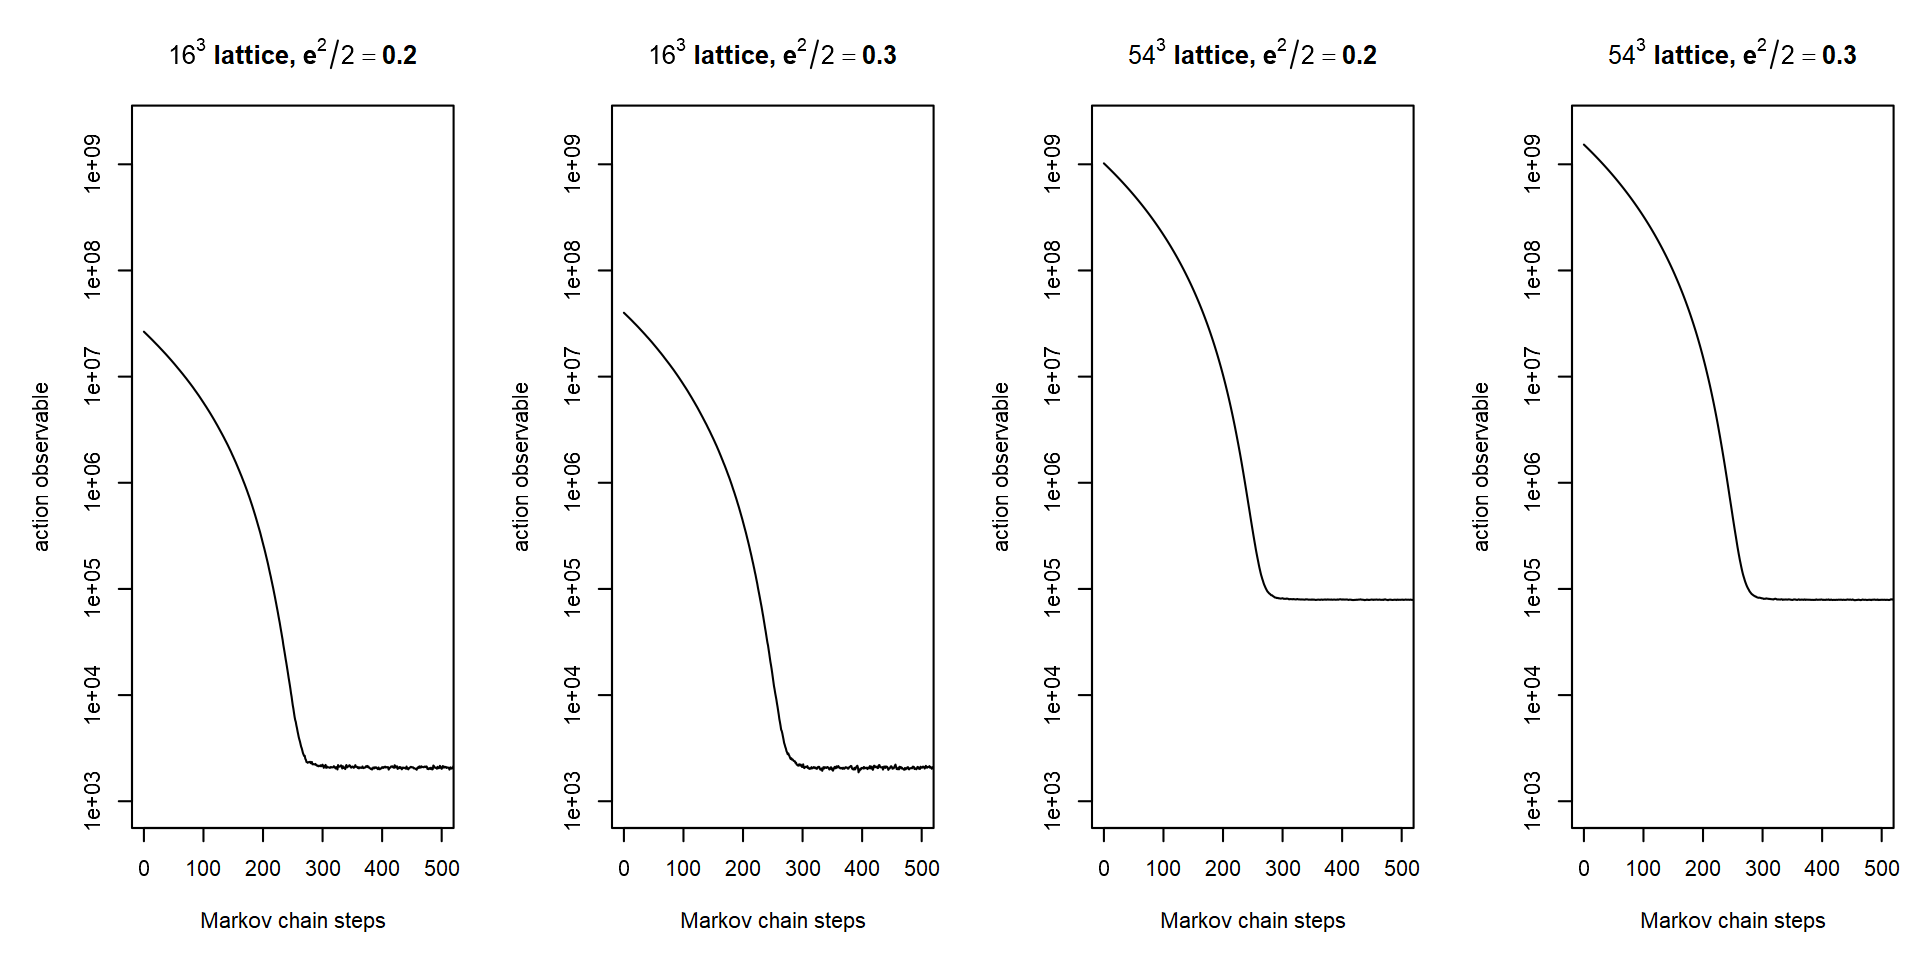 16³ lattice, e²/2 = 0.2
action observable
1e+09
1e+08
1e+07
1e+06
1e+05
1e+04
1e+03
0 100 200 300 400 500
Markov chain steps
16³ lattice, e²/2 = 0.3
action observable
1e+09
1e+08
1e+07
1e+06
1e+05
1e+04
1e+03
0 100 200 300 400 500
Markov chain steps
54³ lattice, e²/2 = 0.2
action observable
1e+09
1e+08
1e+07
1e+06
1e+05
1e+04
1e+03
0 100 200 300 400 500
Markov chain steps
54³ lattice, e²/2 = 0.3
action observable
1e+09
1e+08
1e+07
1e+06
1e+05
1e+04
1e+03
0 100 200 300 400 500
Markov chain steps